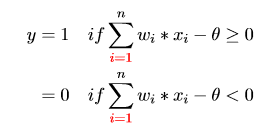 y = 1 if ∑_{i=1}^{n} w_i * x_i − θ ≥ 0
= 0 if ∑_{i=1}^{n} w_i * x_i − θ < 0